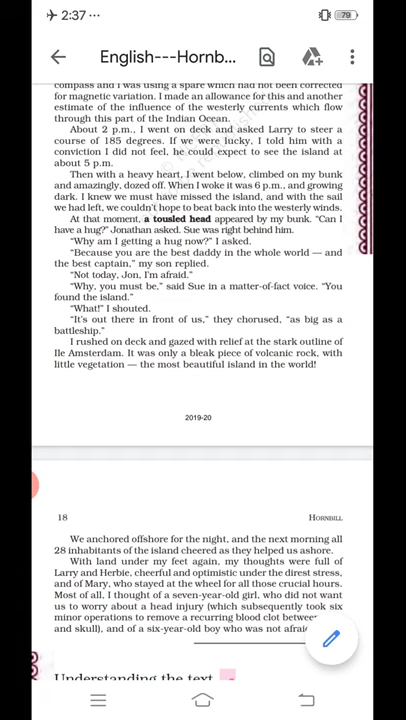 2:37
79
English---Hornb...
compass and I was using a spare which had not been corrected
for magnetic variation. I made an allowance for this and another
estimate of the influence of the westerly currents which flow
through this part of the Indian Ocean.
About 2 p.m., I went on deck and asked Larry to steer a
course of 185 degrees. If we were lucky, I told him with a
conviction I did not feel, he could expect to see the island at
about 5 p.m.
Then with a heavy heart, I went below, climbed on my bunk
and amazingly, dozed off. When I woke it was 6 p.m., and growing
dark. I knew we must have missed the island, and with the sail
we had left, we couldn't hope to beat back into the westerly winds.
At that moment, a tousled head appeared by my bunk. “Can I
have a hug?” Jonathan asked. Sue was right behind him.
“Why am I getting a hug now?” I asked.
“Because you are the best daddy in the whole world — and
the best captain,” my son replied.
“Not today, Jon, I'm afraid.”
“Why, you must be,” said Sue in a matter-of-fact voice. “You
found the island.”
“What!” I shouted.
“It's out there in front of us,” they chorused, “as big as a
battleship.”
I rushed on deck and gazed with relief at the stark outline of
Ile Amsterdam. It was only a bleak piece of volcanic rock, with
little vegetation — the most beautiful island in the world!
2019-20
18 HORNBILL
We anchored offshore for the night, and the next morning all
28 inhabitants of the island cheered as they helped us ashore.
With land under my feet again, my thoughts were full of
Larry and Herbie, cheerful and optimistic under the direst stress,
and of Mary, who stayed at the wheel for all those crucial hours.
Most of all, I thought of a seven-year-old girl, who did not want
us to worry about a head injury (which subsequently took six
minor operations to remove a recurring blood clot between
and skull), and of a six-year-old boy who was not
Understanding the text